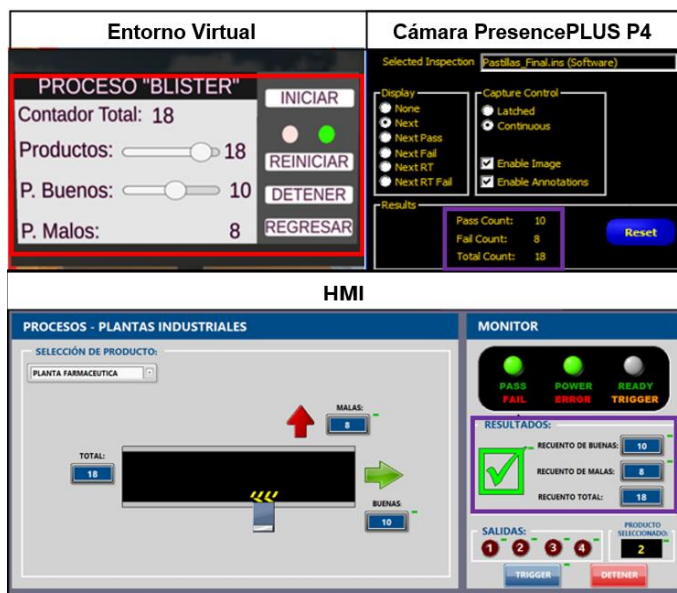 Entorno Virtual
Cámara PresencePLUS P4
PROCESO "BLISTER"
Contador Total: 18
Productos: 18
P. Buenos: 10
P. Malos: 8
INICIAR
REINICIAR
DETENER
REGRESAR
Selected Inspection Pastillas_Final.ins (Software)
Display
None
Next
Next Pass
Next Fail
Next RT
Next RT Fail
Capture Control
Latched
Continuous
Enable Image
Enable Annotations
Results
Pass Count: 10
Fail Count: 8
Total Count: 18
Reset
HMI
PROCESOS - PLANTAS INDUSTRIALES
SELECCIÓN DE PRODUCTO:
PLANTA FARMACEUTICA
MALAS:
8
TOTAL:
18
BUENAS:
10
MONITOR
PASS POWER READY
FAIL ERROR TRIGGER
RESULTADOS:
RECUENTO DE BUENAS: 10
RECUENTO DE MALAS: 8
RECUENTO TOTAL: 18
SALIDAS:
1 2 3 4
PRODUCTO
SELECCIONADO:
2
TRIGGER
DETENER